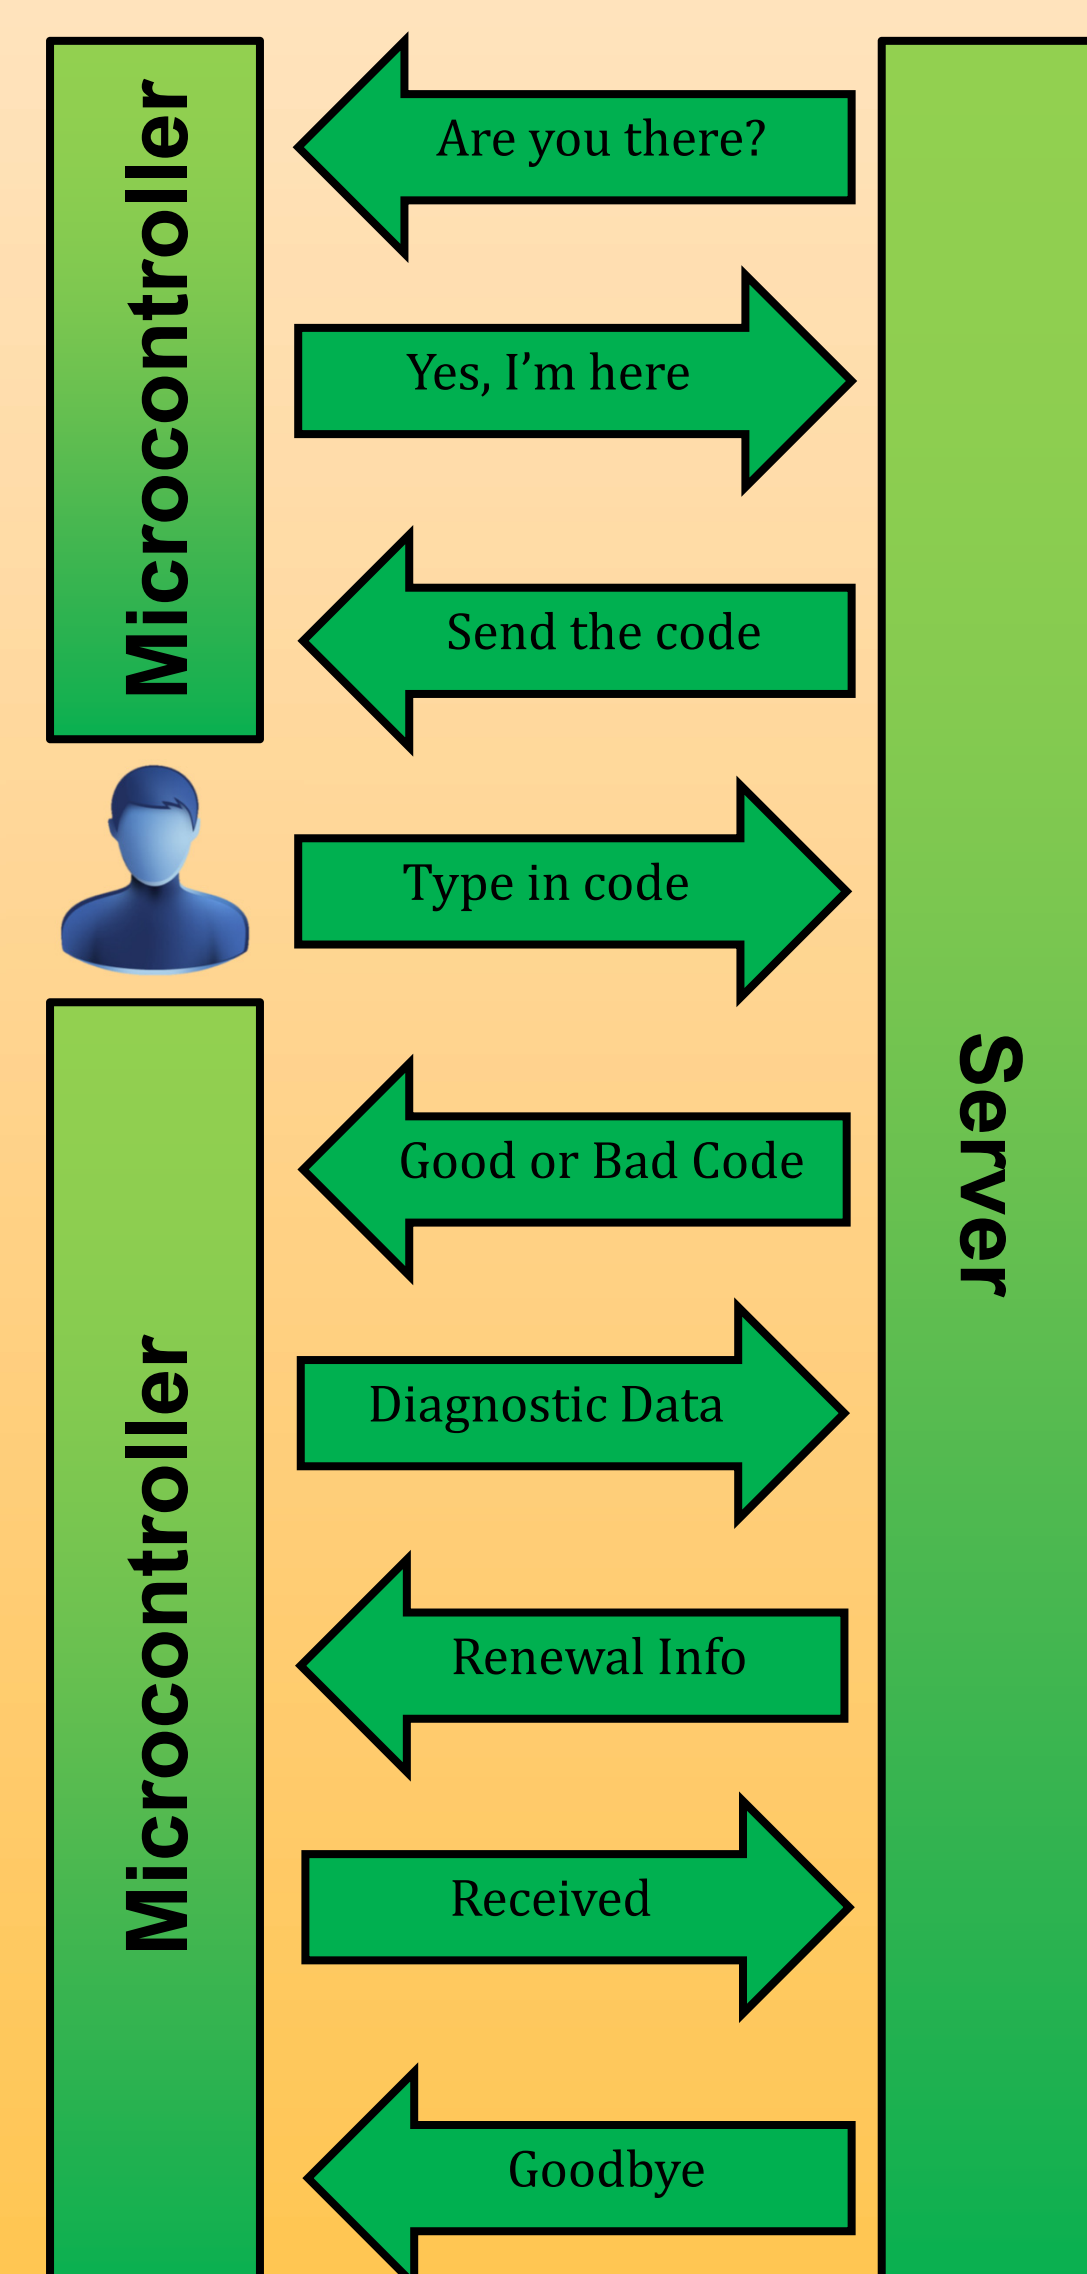 Microcontroller
Are you there?
Yes, I'm here
Send the code
Type in code
Server
Microcontroller
Good or Bad Code
Diagnostic Data
Renewal Info
Received
Goodbye